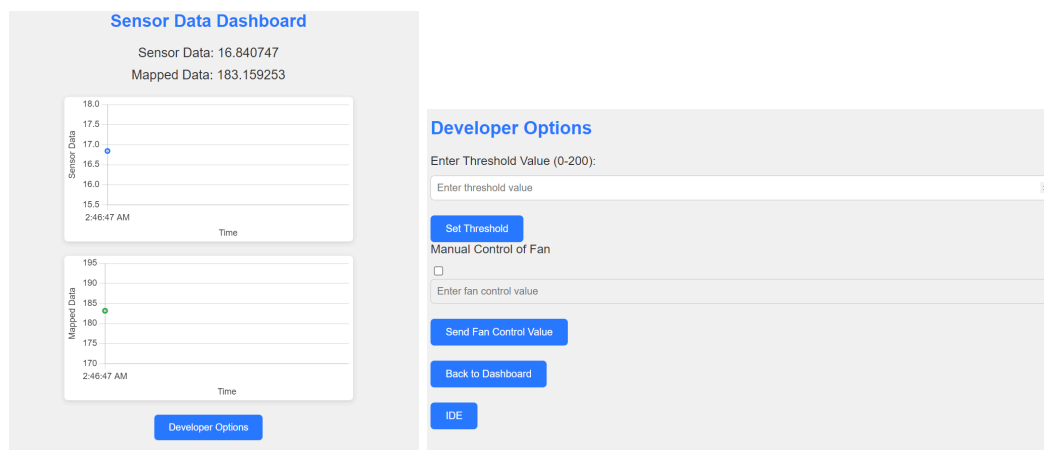 Sensor Data Dashboard
Sensor Data: 16.840747
Mapped Data: 183.159253
18.0
17.5
17.0
16.5
16.0
15.5
Sensor Data
2:46:47 AM
Time
195
190
185
180
175
170
Mapped Data
2:46:47 AM
Time
Developer Options
Developer Options
Enter Threshold Value (0-200):
Enter threshold value
Set Threshold
Manual Control of Fan
Enter fan control value
Send Fan Control Value
Back to Dashboard
IDE